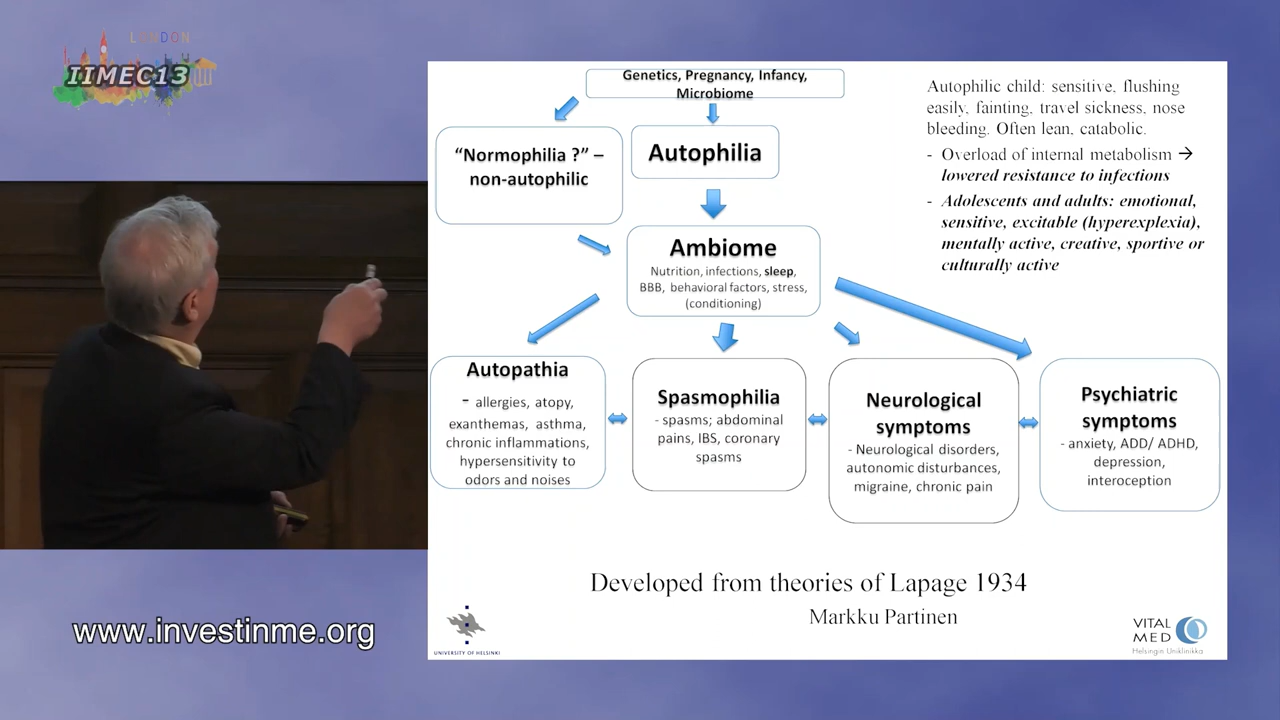 LONDON
IIMEC13
Genetics, Pregnancy, Infancy,
Microbiome
“Normophilia ?” –
non-autophilic
Autophilia
Ambiome
Nutrition, infections, sleep,
BBB, behavioral factors, stress,
(conditioning)
Autophilic child: sensitive, flushing
easily, fainting, travel sickness, nose
bleeding. Often lean, catabolic.
- Overload of internal metabolism →
lowered resistance to infections
- Adolescents and adults: emotional,
sensitive, excitable (hyperexplexia),
mentally active, creative, sportive or
culturally active
Autopathia
- allergies, atopy,
exanthemas, asthma,
chronic inflammations,
hypersensitivity to
odors and noises
Spasmophilia
- spasms; abdominal
pains, IBS, coronary
spasms
Neurological
symptoms
- Neurological disorders,
autonomic disturbances,
migraine, chronic pain
Psychiatric
symptoms
- anxiety, ADD/ ADHD,
depression,
interoception
Developed from theories of Lapage 1934
Markku Partinen
UNIVERSITY OF HELSINKI
VITAL
MED
Helsingin Uniklinikka
www.investinme.org